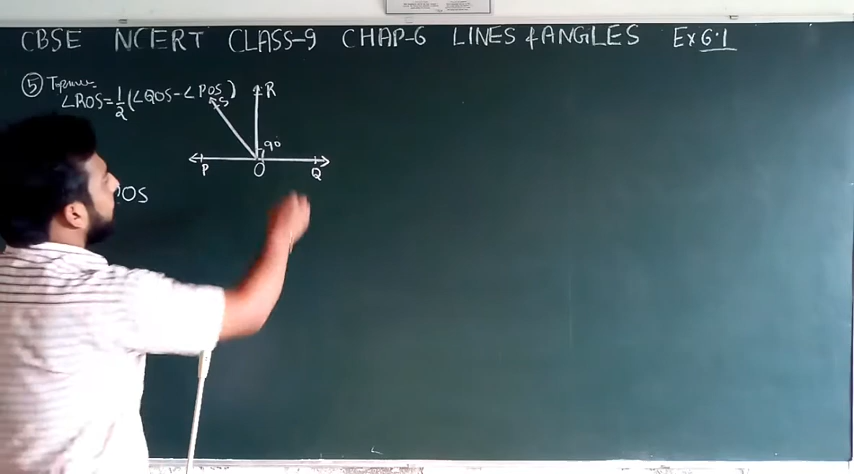 CBSE NCERT CLASS-9 CHAP-6 LINES & ANGLES Ex 6.1
⑤ To prove-
∠ROS = 1/2 (∠QOS - ∠POS)
R
S
90°
P O Q
POS